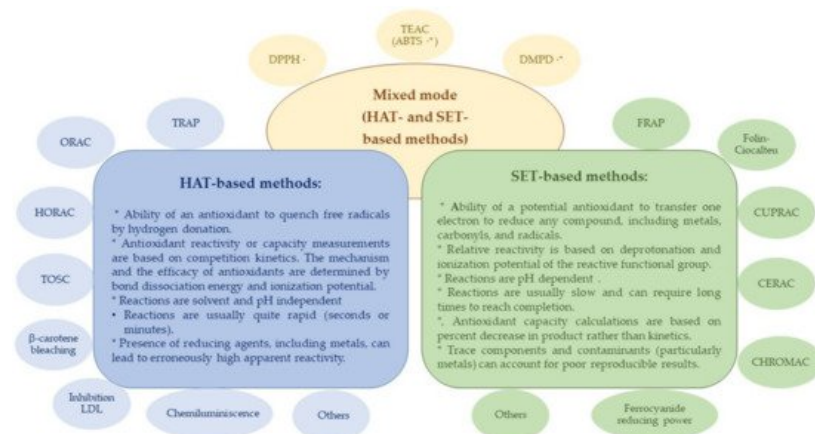 TEAC
(ABTS ·⁺)
DPPH ·
DMPD ·⁺
Mixed mode
(HAT- and SET-
based methods)
TRAP
FRAP
ORAC
Folin-
Ciocalteu
HAT-based methods:
* Ability of an antioxidant to quench free radicals
by hydrogen donation.
* Antioxidant reactivity or capacity measurements
are based on competition kinetics. The mechanism
and the efficacy of antioxidants are determined by
bond dissociation energy and ionization potential.
* Reactions are solvent and pH independent
• Reactions are usually quite rapid (seconds or
minutes).
* Presence of reducing agents, including metals, can
lead to erroneously high apparent reactivity.
SET-based methods:
* Ability of a potential antioxidant to transfer one
electron to reduce any compound, including metals,
carbonyls, and radicals.
* Relative reactivity is based on deprotonation and
ionization potential of the reactive functional group.
* Reactions are pH dependent .
* Reactions are usually slow and can require long
times to reach completion.
*. Antioxidant capacity calculations are based on
percent decrease in product rather than kinetics.
* Trace components and contaminants (particularly
metals) can account for poor reproducible results.
HORAC
CUPRAC
TOSC
CERAC
β-carotene
bleaching
CHROMAC
Inhibition
LDL
Chemiluminiscence
Others
Others
Ferrocyanide
reducing power